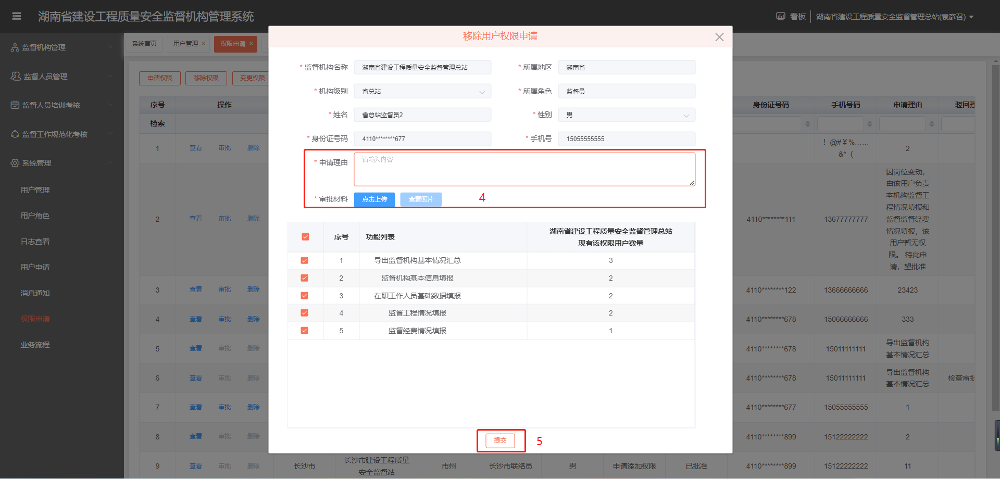 湖南省建设工程质量安全监督机构管理系统
看板
湖南省建设工程质量安全监督管理总站(袁彦召)
监督机构管理
监督人员管理
监督人员培训考核
监督工作规范化考核
系统管理
用户管理
用户角色
日志查看
用户申请
消息通知
权限申请
业务流程
系统首页
用户管理 ×
权限申请 ×
申请权限
移除权限
变更权限
移除用户权限申请
* 监督机构名称 湖南省建设工程质量安全监督管理总站
* 所属地区 湖南省
* 机构级别 省总站
* 所属角色 监督员
* 姓名 省总站监督员2
* 性别 男
* 身份证号码 4110********677
* 手机号 15055555555
* 申请理由 请输入内容
* 审批材料 点击上传 查看照片
4
序号 功能列表 湖南省建设工程质量安全监督管理总站
现有该权限用户数量
1 导出监督机构基本情况汇总 3
2 监督机构基本信息填报 2
3 在职工作人员基础数据填报 2
4 监督工程情况填报 2
5 监督经费情况填报 1
提交
5
序号 操作 身份证号码 手机号码 申请理由 驳回理
检索
1 查看 审批 删除 ！@#￥%…… 2
&*（
2 查看 审批 删除 4110********111 13677777777
因岗位变动，
由该用户负责
本机构监督工
程情况填报和
监督监督经费
情况填报，该
用户暂无权
限。 特此申
请，望批准
3 查看 审批 删除 4110********122 13666666666 23423
4 查看 审批 删除 4110********678 15066666666 333
5 查看 审批 删除 4110********678 15011111111 导出监督机构
基本情况汇总
6 查看 审批 删除 4110********678 15011111111 导出监督机构
基本情况汇总 检查审批
7 查看 审批 删除 4110********677 15055555555 1
8 查看 审批 删除 4110********899 15122222222 2
9 查看 审批 删除 长沙市 长沙市建设工程质量
安全监督站 市州 长沙市联络员 男 申请添加权限 已批准 4110********899 15122222222 11